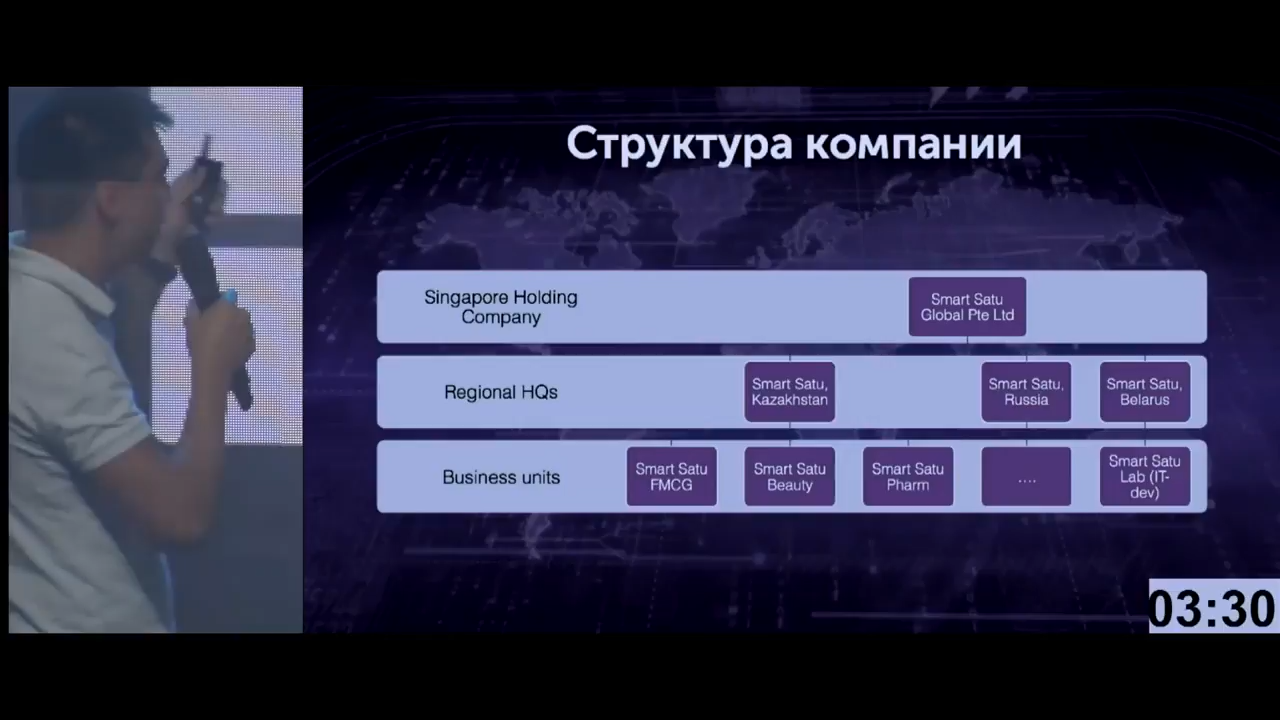 Структура компании
Singapore Holding
Company
Smart Satu
Global Pte Ltd
Regional HQs
Smart Satu,
Kazakhstan
Smart Satu,
Russia
Smart Satu,
Belarus
Business units
Smart Satu
FMCG
Smart Satu
Beauty
Smart Satu
Pharm
....
Smart Satu
Lab (IT-
dev)
03:30